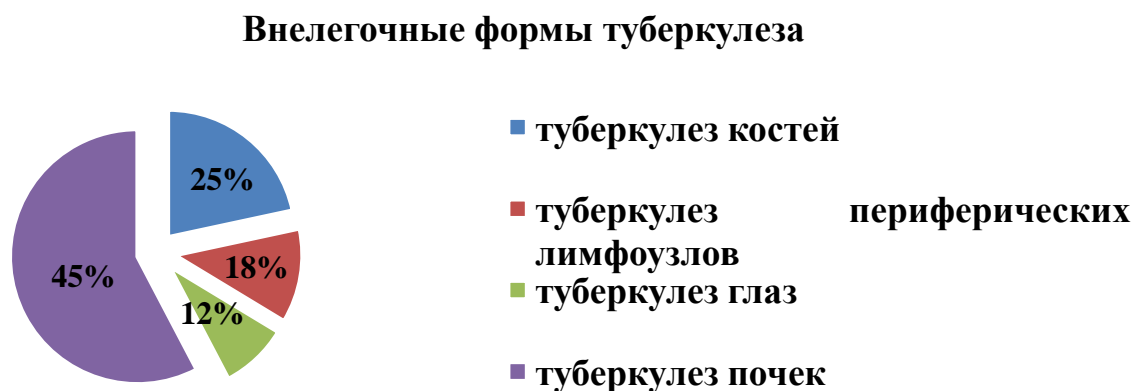 Внелегочные формы туберкулеза
25%
18%
12%
45%
туберкулез костей
туберкулез периферических
лимфоузлов
туберкулез глаз
туберкулез почек